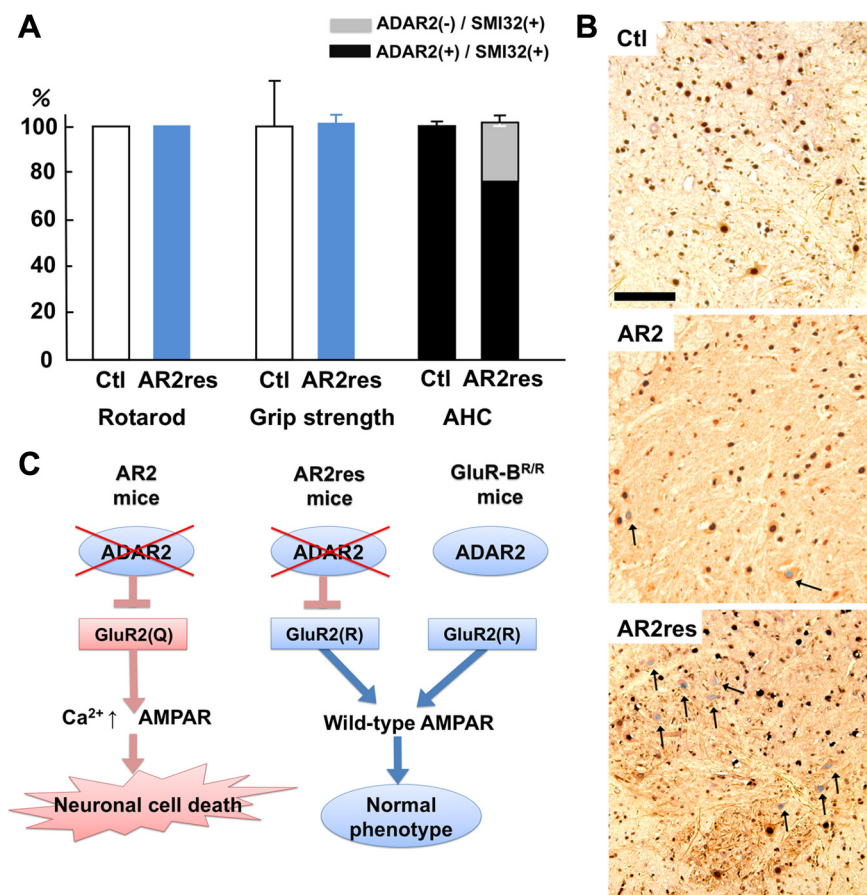 A
ADAR2(-) / SMI32(+)
ADAR2(+) / SMI32(+)
%
100
80
60
40
20
0
Ctl AR2res Ctl AR2res Ctl AR2res
Rotarod Grip strength AHC
B
Ctl
AR2
AR2res
C
AR2
mice
AR2res
mice
GluR-B^R/R
mice
ADAR2 ADAR2 ADAR2
GluR2(Q) GluR2(R) GluR2(R)
Ca²⁺ ↑ AMPAR
Wild-type AMPAR
Neuronal cell death
Normal
phenotype